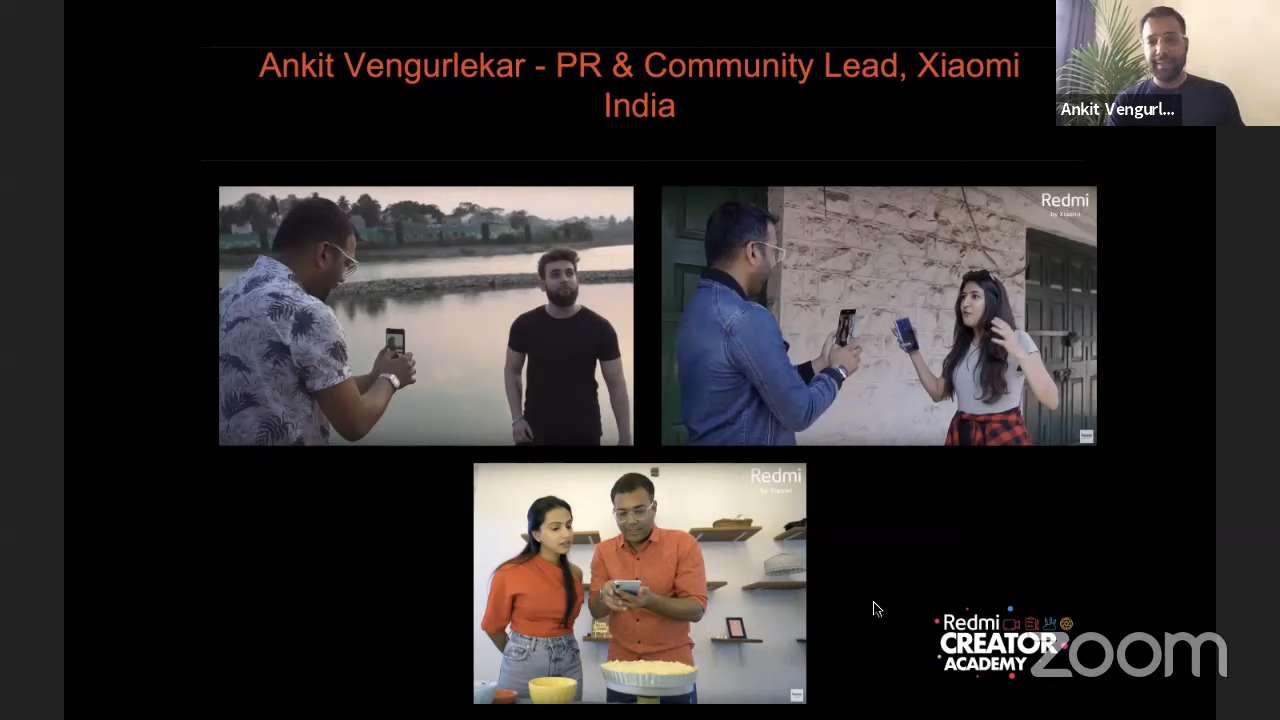 Ankit Vengurlekar - PR & Community Lead, Xiaomi
India
Ankit Vengurl...
Redmi
by Xiaomi
Redmi
by Xiaomi
Redmi
CREATOR
ACADEMY
zoom